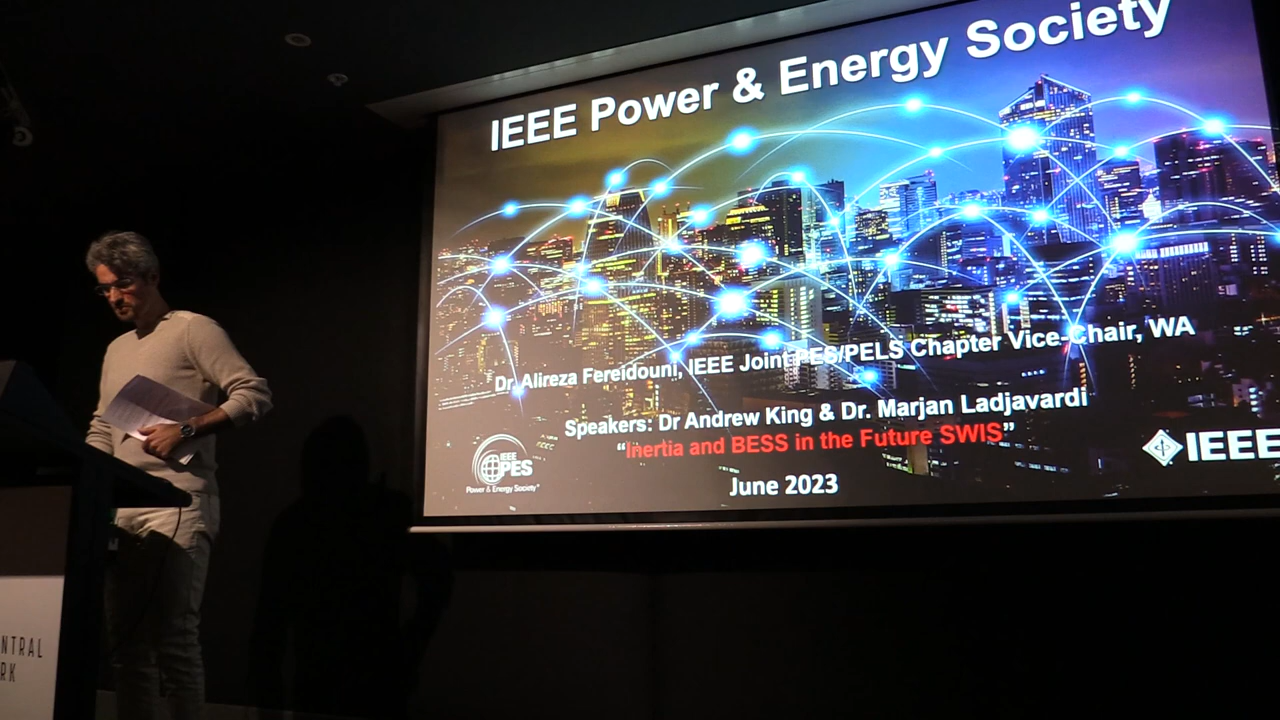 IEEE Power & Energy Society
Dr. Alireza Fereidouni, IEEE Joint PES/PELS Chapter Vice-Chair, WA
Speakers: Dr Andrew King & Dr. Marjan Ladjavardi
“Inertia and BESS in the Future SWIS”
June 2023
IEEE
PES
Power & Energy Society®
IEEE
NTRAL
RK